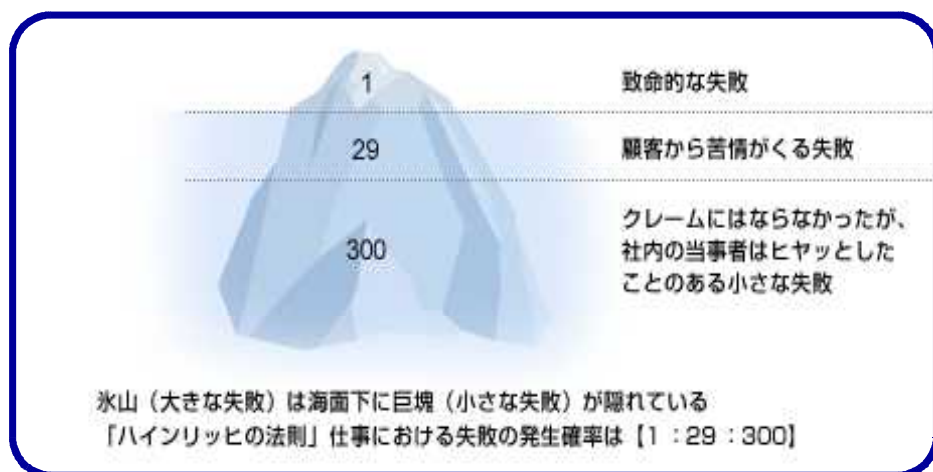 1
致命的な失敗
29
顧客から苦情がくる失敗
300
クレームにはならなかったが、
社内の当事者はヒヤッとした
ことのある小さな失敗
氷山（大きな失敗）は海面下に巨塊（小さな失敗）が隠れている
「ハインリッヒの法則」仕事における失敗の発生確率は【1：29：300】